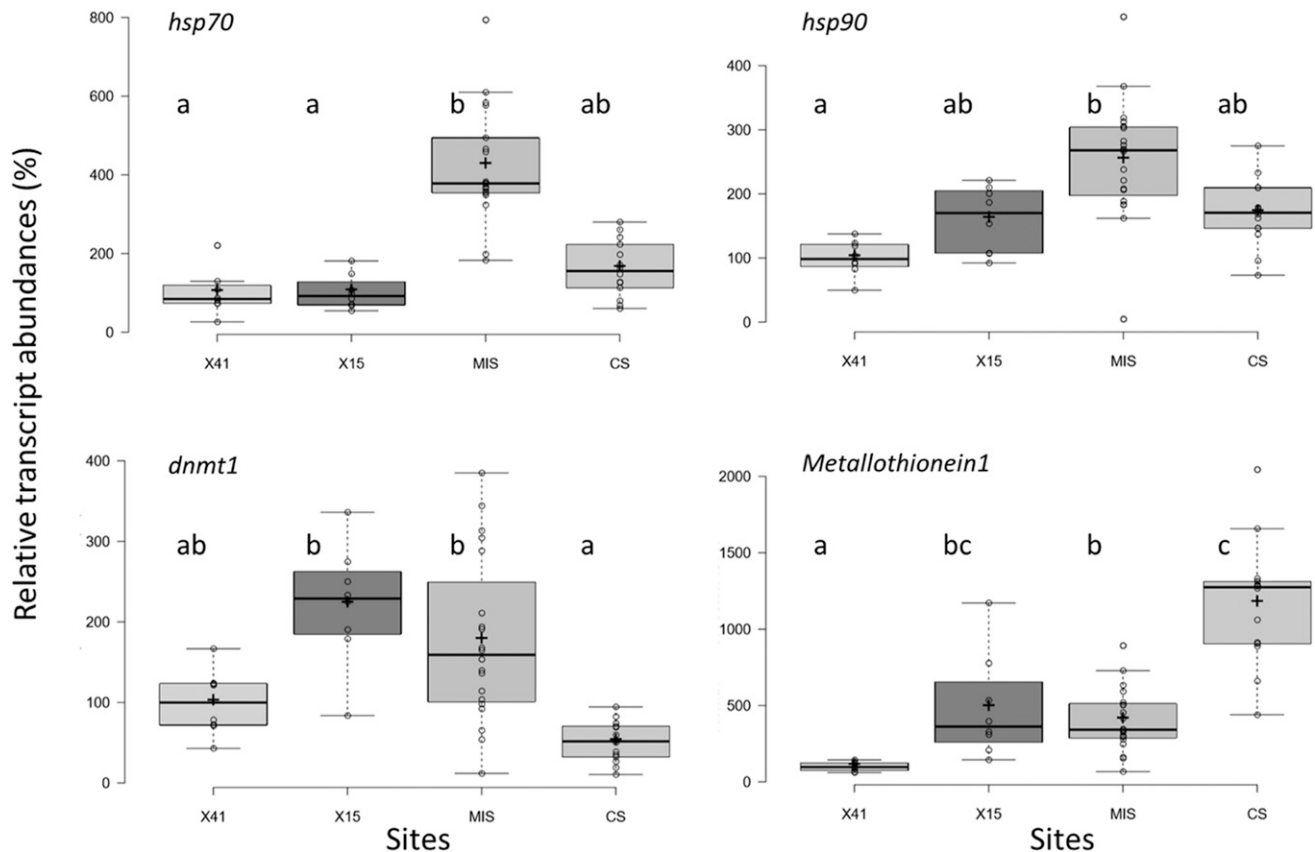 Relative transcript abundances (%)
hsp70
800
600
400
200
0
a a b ab
X41 X15 MIS CS
hsp90
400
300
200
100
0
a ab b ab
X41 X15 MIS CS
dnmt1
400
300
200
100
0
ab b b a
X41 X15 MIS CS
Sites
Metallothionein1
2000
1500
1000
500
0
a bc b c
X41 X15 MIS CS
Sites